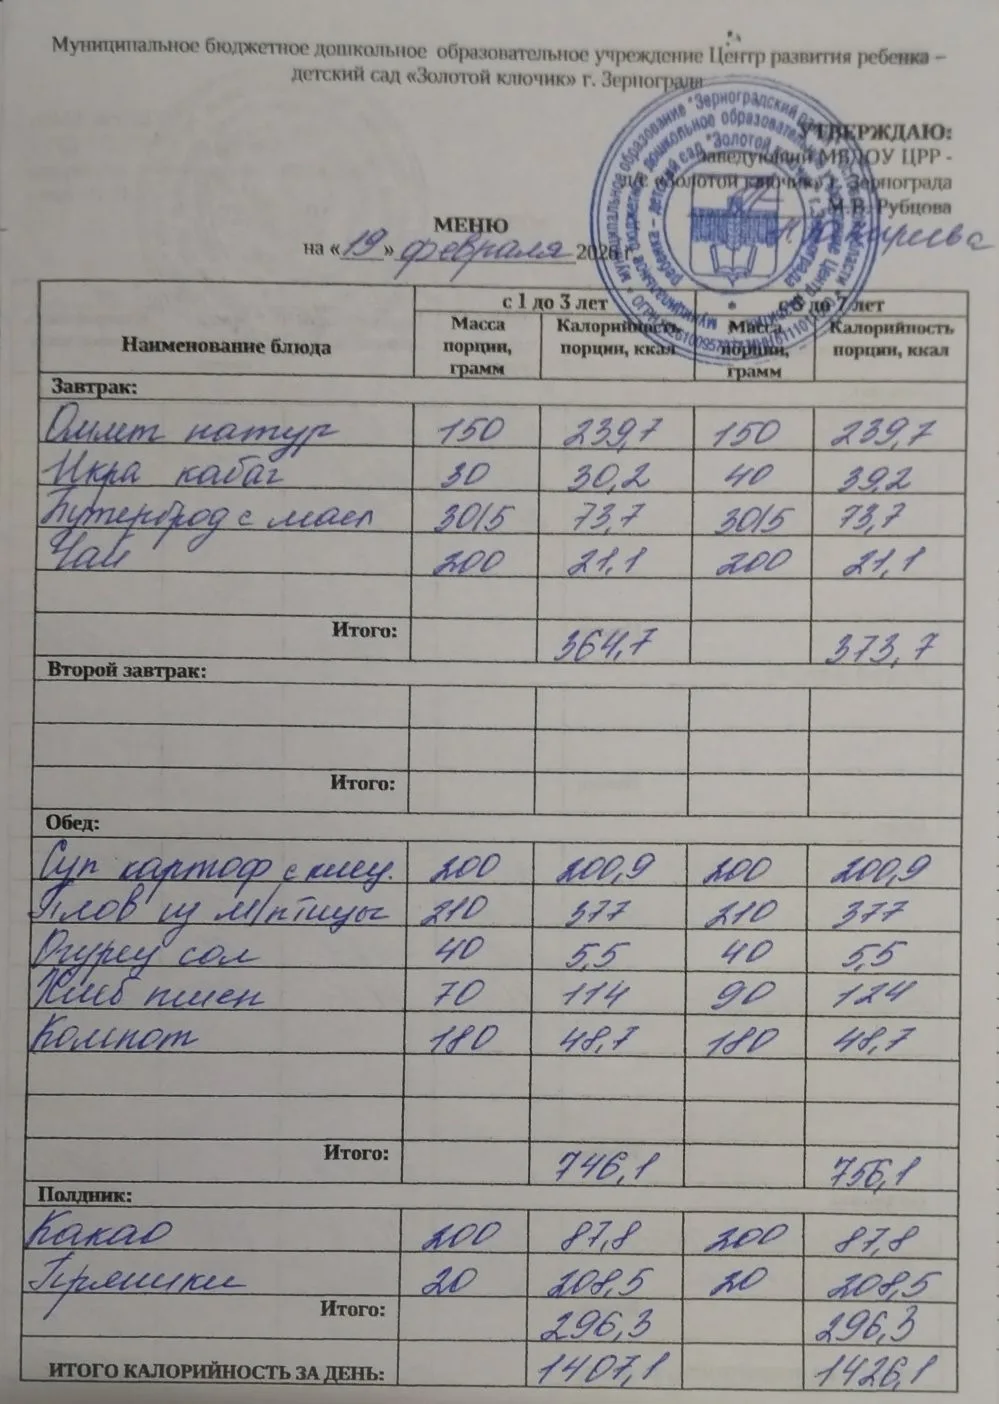 Муниципальное бюджетное дошкольное образовательное учреждение Центр развития ребенка –
детский сад «Золотой ключик» г. Зернограда
УТВЕРЖДАЮ:
Заведующий МБДОУ ЦРР -
д/с «Золотой ключик» г. Зернограда
М.В. Рубцова
МЕНЮ
на «19» февраля 2026 г.
Наименование блюда с 1 до 3 лет с 3 до 7 лет
Масса порции, грамм Калорийность порции, ккал Масса порции, грамм Калорийность порции, ккал
Завтрак:
Омлет натур 150 239,7 150 239,7
Икра кабач 30 30,2 40 39,2
Бутерброд с масл 30/5 73,7 30/5 73,7
Чай 200 21,1 200 21,1
Итого: 364,7 373,7
Второй завтрак:
Итого:
Обед:
Суп картоф с клец. 200 200,9 200 200,9
Плов из м/птицы 210 377 210 377
Огурец сол 40 5,5 40 5,5
Хлеб пшен 70 114 90 124
Компот 180 48,7 180 48,7
Итого: 746,1 756,1
Полдник:
Какао 200 87,8 200 87,8
Пряники 20 208,5 20 208,5
Итого: 296,3 296,3
ИТОГО КАЛОРИЙНОСТЬ ЗА ДЕНЬ: 1407,1 1426,1